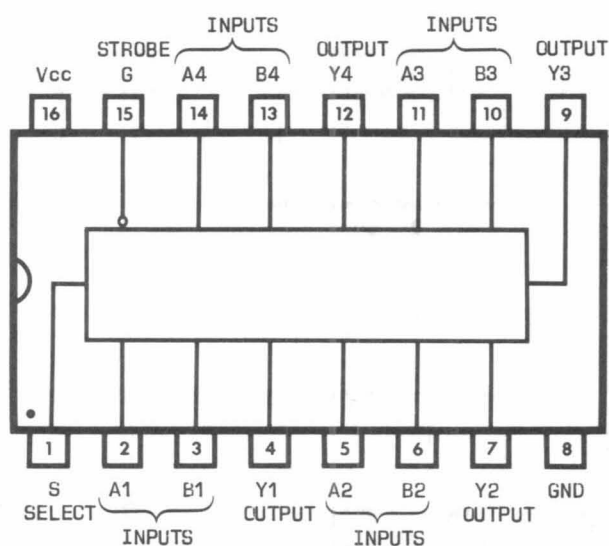 INPUTS INPUTS
STROBE OUTPUT OUTPUT
Vcc G A4 B4 Y4 A3 B3 Y3
16 15 14 13 12 11 10 9
1 2 3 4 5 6 7 8
S A1 B1 Y1 A2 B2 Y2 GND
SELECT OUTPUT OUTPUT
INPUTS INPUTS